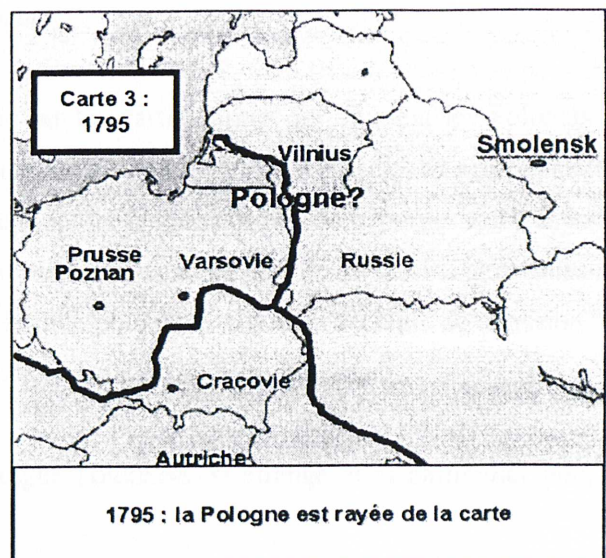 Carte 3 :
1795
Vilnius
Smolensk
Pologne?
Prusse
Poznan
Varsovie
Russie
Cracovie
Autriche
1795 : la Pologne est rayée de la carte